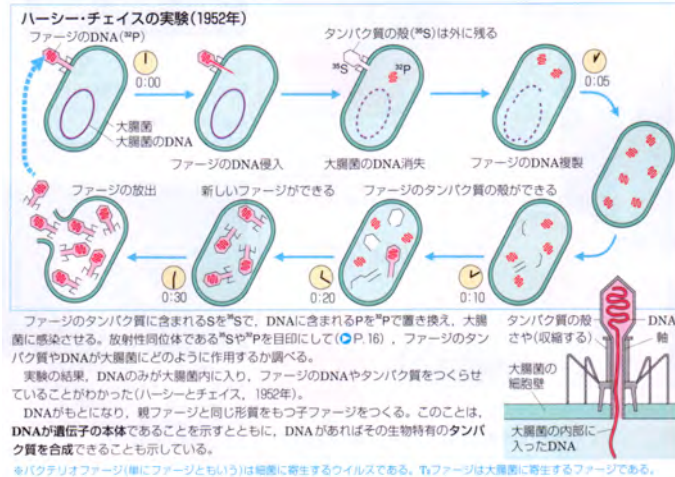 ハーシー・チェイスの実験(1952年)
ファージのDNA(³²P)
タンパク質の殻(³⁵S)は外に残る
0:00
³⁵S
³²P
0:05
大腸菌
大腸菌のDNA
ファージのDNA侵入
大腸菌のDNA消失
ファージのDNA複製
ファージの放出
新しいファージができる
ファージのタンパク質の殻ができる
0:30
0:20
0:10
ファージのタンパク質に含まれるSを³⁵Sで，DNAに含まれるPを³²Pで置き換え，大腸
菌に感染させる。放射性同位体である³⁵Sや³²Pを目印にして(P.16)，ファージのタン
パク質やDNAが大腸菌にどのように作用するか調べる。
実験の結果，DNAのみが大腸菌内に入り，ファージのDNAやタンパク質をつくらせ
ていることがわかった(ハーシーとチェイス，1952年)。
DNAがもとになり，親ファージと同じ形質をもつ子ファージをつくる。このことは，
DNAが遺伝子の本体であることを示すとともに，DNAがあればその生物特有のタンパ
ク質を合成できることも示している。
タンパク質の殻
DNA
さや(収縮する)
軸
大腸菌の
細胞壁
大腸菌の内部に
入ったDNA
※バクテリオファージ(単にファージともいう)は細菌に寄生するウイルスである。T₂ファージは大腸菌に寄生するファージである。